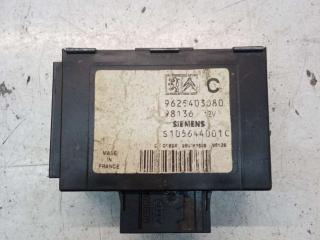 C
9625403080
98136 12V
SIEMENS
S105644001C
MADE IN
FRANCE